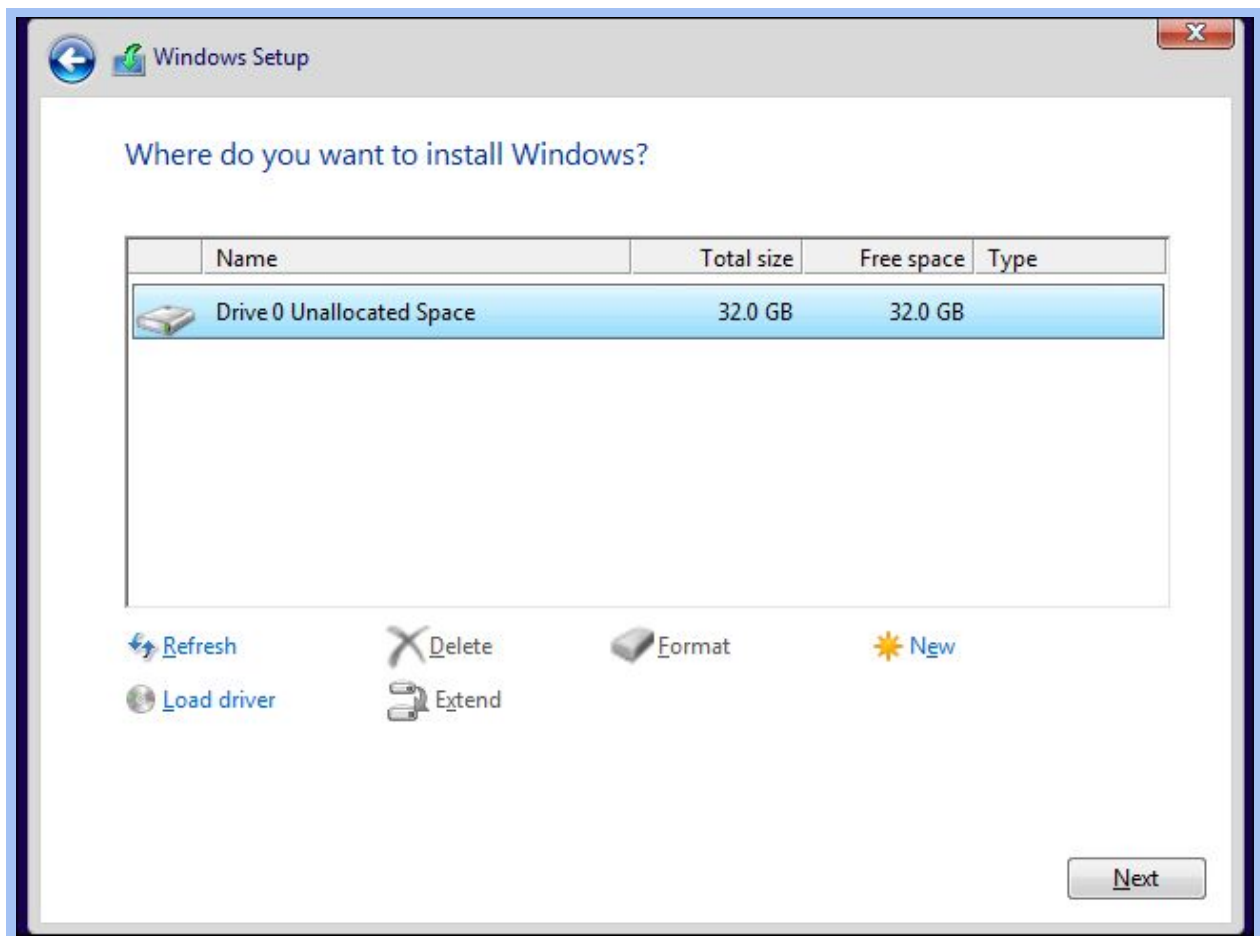 Windows Setup
Where do you want to install Windows?
Name Total size Free space Type
Drive 0 Unallocated Space 32.0 GB 32.0 GB
Refresh Delete Format New
Load driver Extend
Next